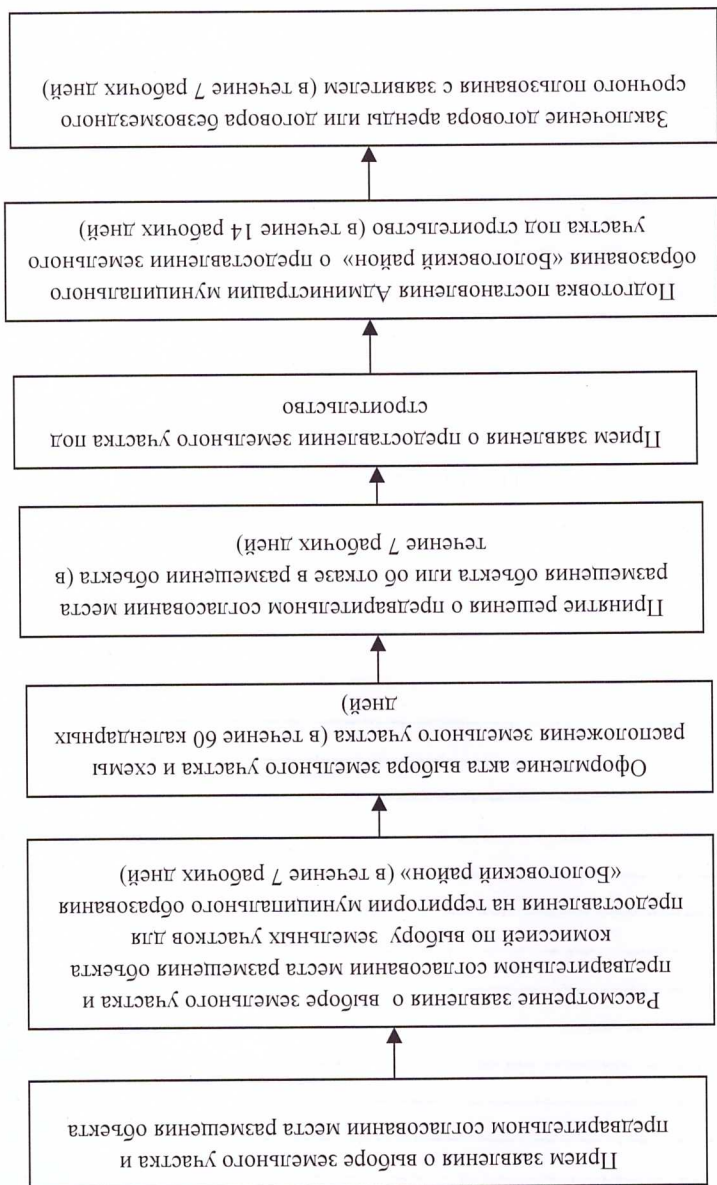 Прием заявления о выборе земельного участка и
предварительном согласовании места размещения объекта
Рассмотрение заявления о выборе земельного участка и
предварительном согласовании места размещения объекта
комиссией по выбору земельных участков для
предоставления на территории муниципального образования
«Бологовский район» (в течение 7 рабочих дней)
Оформление акта выбора земельного участка и схемы
расположения земельного участка (в течение 60 календарных
дней)
Принятие решения о предварительном согласовании места
размещения объекта или об отказе в размещении объекта (в
течение 7 рабочих дней)
Прием заявления о предоставлении земельного участка под
строительство
Подготовка постановления Администрации муниципального
образования «Бологовский район» о предоставлении земельного
участка под строительство (в течение 14 рабочих дней)
Заключение договора аренды или договора безвозмездного
срочного пользования с заявителем (в течение 7 рабочих дней)